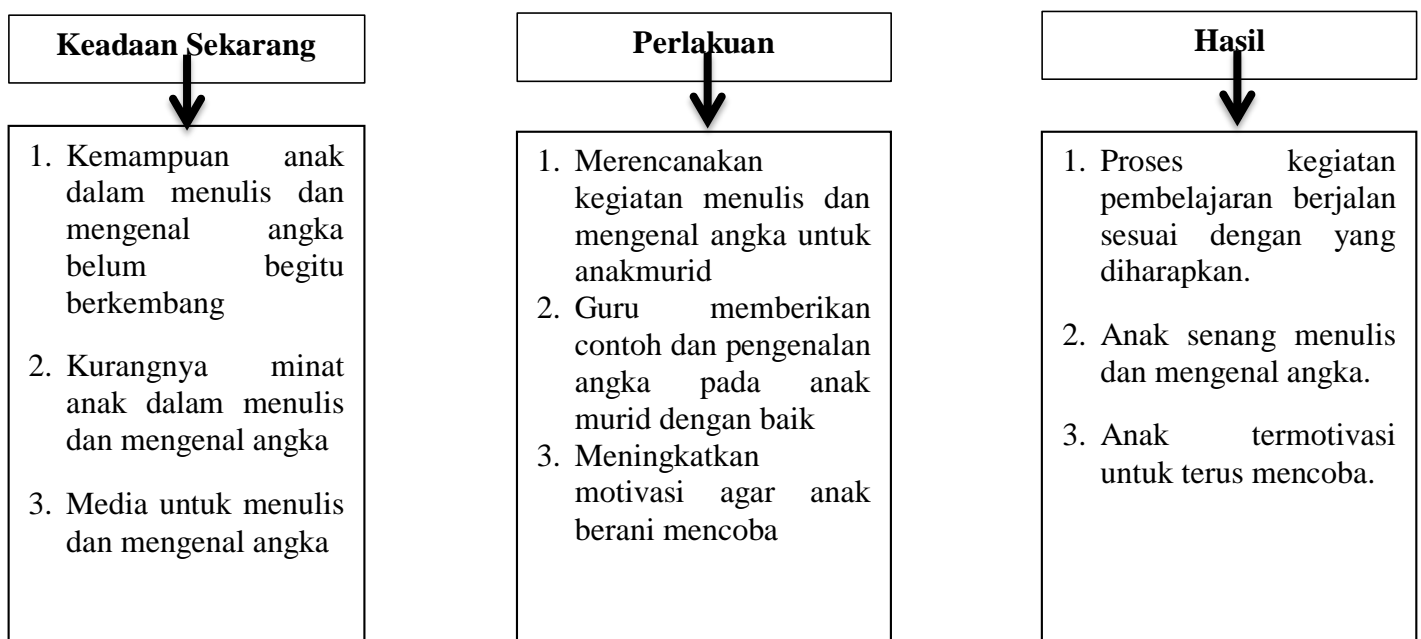 Keadaan Sekarang
1. Kemampuan anak
dalam menulis dan
mengenal angka
belum begitu
berkembang
2. Kurangnya minat
anak dalam menulis
dan mengenal angka
3. Media untuk menulis
dan mengenal angka
Perlakuan
1. Merencanakan
kegiatan menulis dan
mengenal angka untuk
anakmurid
2. Guru memberikan
contoh dan pengenalan
angka pada anak
murid dengan baik
3. Meningkatkan
motivasi agar anak
berani mencoba
Hasil
1. Proses kegiatan
pembelajaran berjalan
sesuai dengan yang
diharapkan.
2. Anak senang menulis
dan mengenal angka.
3. Anak termotivasi
untuk terus mencoba.